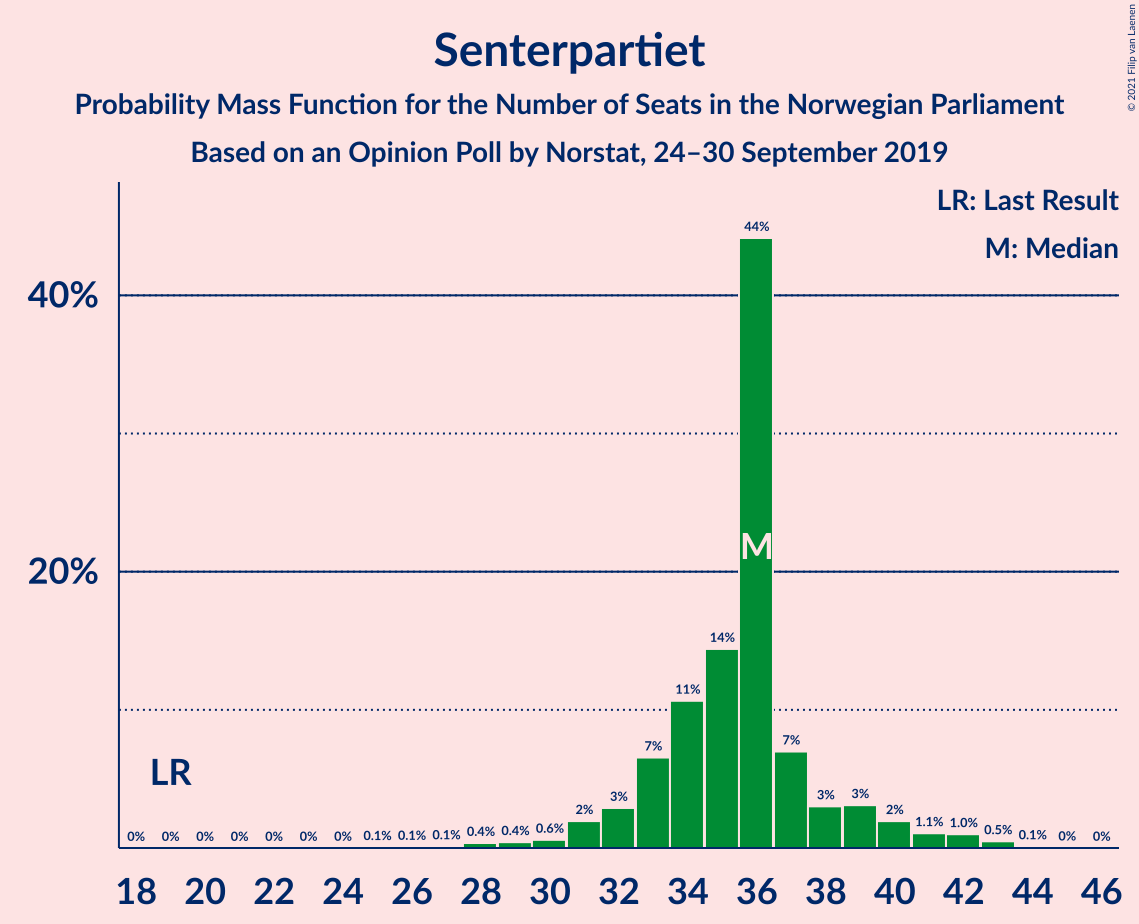 Senterpartiet
Probability Mass Function for the Number of Seats in the Norwegian Parliament
Based on an Opinion Poll by Norstat, 24–30 September 2019
© 2021 Filip van Laenen
LR: Last Result
M: Median
40%
20%
44%
M
14%
11%
7%
7%
LR
3%
3%
3%
2%
2%
0% 0% 0% 0% 0% 0% 0% 0.1% 0.1% 0.1% 0.4% 0.4% 0.6% 1.1% 1.0% 0.5% 0.1% 0% 0%
18 20 22 24 26 28 30 32 34 36 38 40 42 44 46